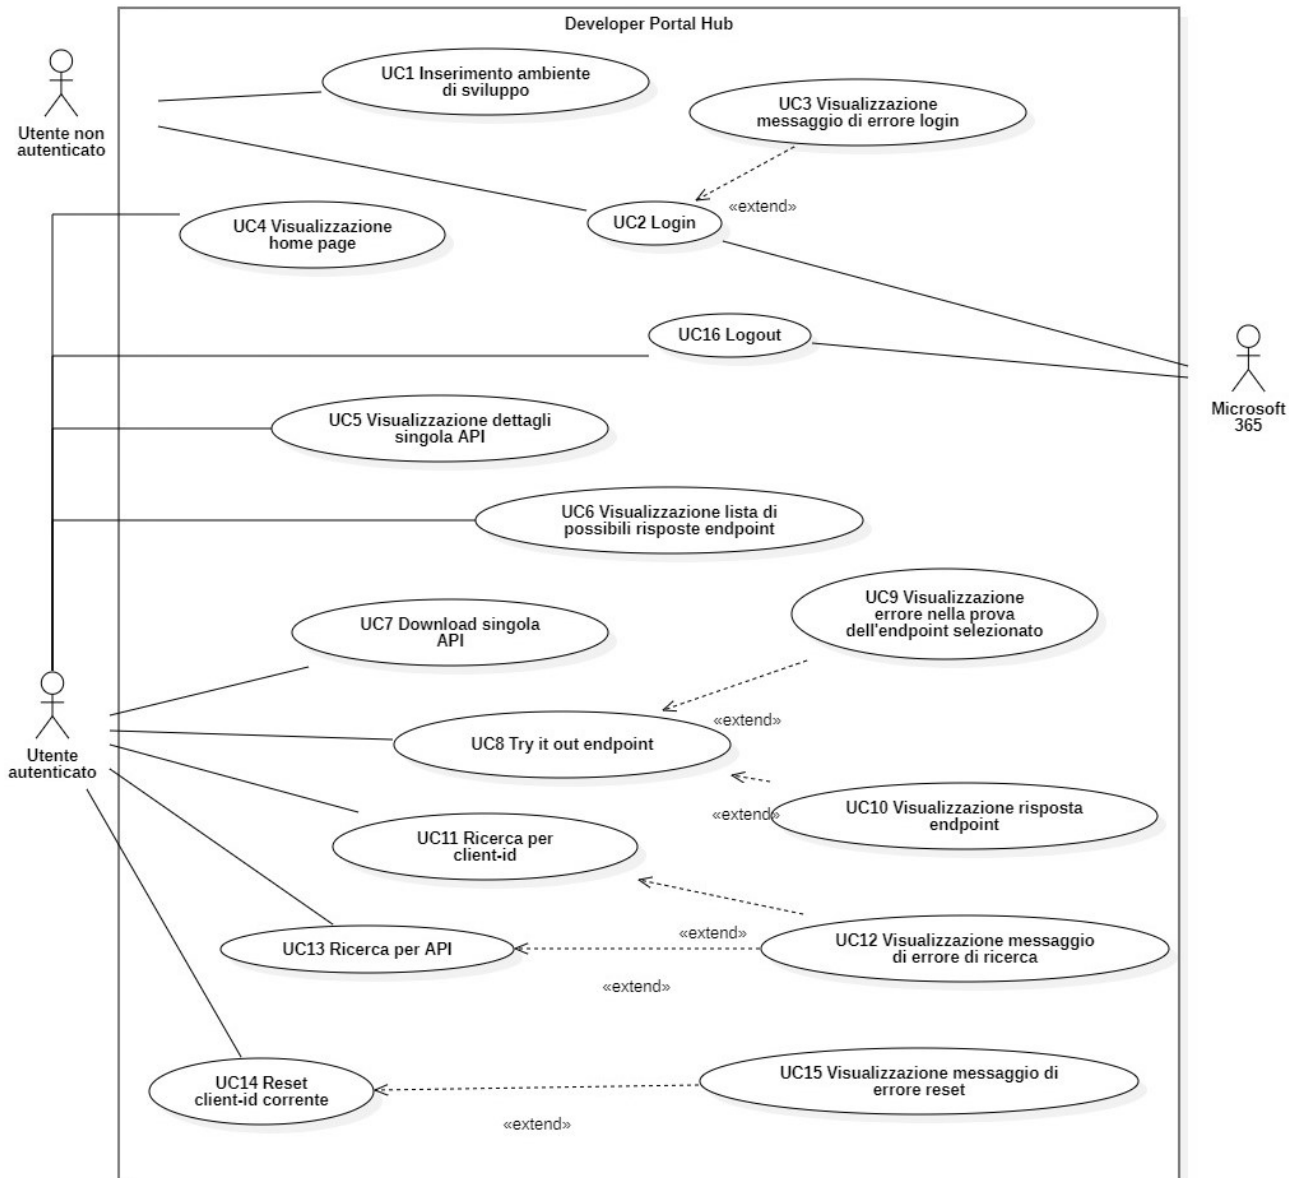 Developer Portal Hub
UC1 Inserimento ambiente
di sviluppo
UC3 Visualizzazione
messaggio di errore login
Utente non
autenticato
«extend»
UC4 Visualizzazione
home page
UC2 Login
UC16 Logout
Microsoft
365
UC5 Visualizzazione dettagli
singola API
UC6 Visualizzazione lista di
possibili risposte endpoint
UC9 Visualizzazione
errore nella prova
dell'endpoint selezionato
UC7 Download singola
API
«extend»
UC8 Try it out endpoint
Utente
autenticato
«extend»
UC10 Visualizzazione risposta
endpoint
UC11 Ricerca per
client-id
«extend»
UC12 Visualizzazione messaggio
di errore di ricerca
UC13 Ricerca per API
«extend»
UC14 Reset
client-id corrente
UC15 Visualizzazione messaggio di
errore reset
«extend»